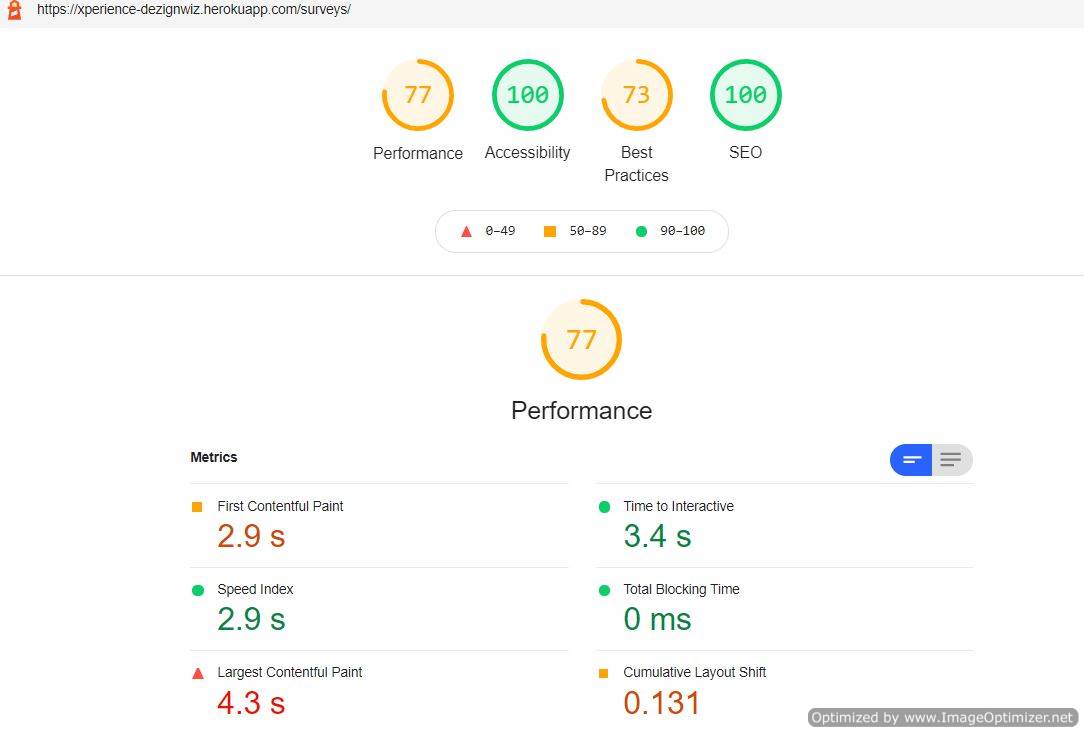 https://xperience-dezignwiz.herokuapp.com/surveys/
77 100 73 100
Performance Accessibility Best Practices SEO
0–49 50–89 90–100
77
Performance
Metrics
First Contentful Paint
2.9 s
Time to Interactive
3.4 s
Speed Index
2.9 s
Total Blocking Time
0 ms
Largest Contentful Paint
4.3 s
Cumulative Layout Shift
0.131
Optimized by www.ImageOptimizer.net